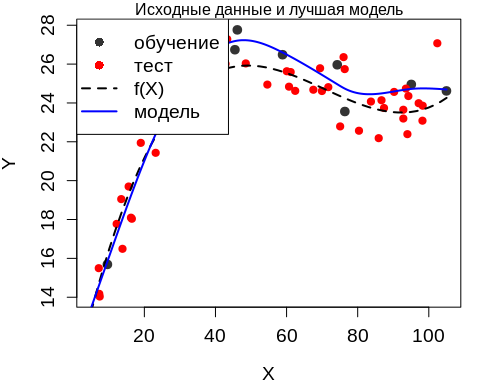 Исходные данные и лучшая модель
обучение
тест
f(X)
модель
Y
28
26
24
22
20
18
16
14
20 40 60 80 100
X